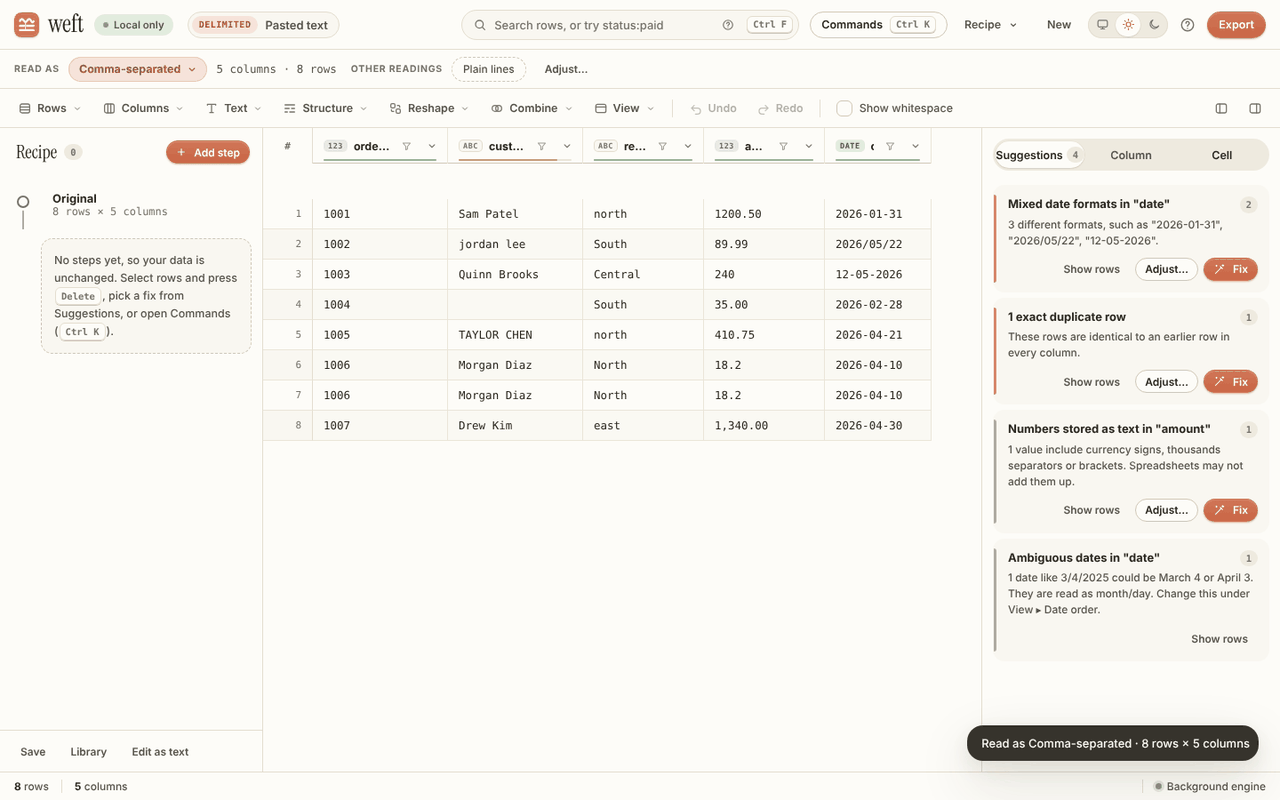 weft
Local only
DELIMITED Pasted text
Search rows, or try status:paid
Ctrl F
Commands Ctrl K
Recipe
New
Export
READ AS
Comma-separated
5 columns · 8 rows
OTHER READINGS
Plain lines
Adjust...
Rows
Columns
Text
Structure
Reshape
Combine
View
Undo
Redo
Show whitespace
Recipe 0
+ Add step
Original
8 rows × 5 columns
No steps yet, so your data is
unchanged. Select rows and press
Delete , pick a fix from
Suggestions, or open Commands
( Ctrl K ).
Save
Library
Edit as text
# 123 orde... ABC cust... ABC re... 123 a... DATE
1 1001 Sam Patel north 1200.50 2026-01-31
2 1002 jordan lee South 89.99 2026/05/22
3 1003 Quinn Brooks Central 240 12-05-2026
4 1004 South 35.00 2026-02-28
5 1005 TAYLOR CHEN north 410.75 2026-04-21
6 1006 Morgan Diaz North 18.2 2026-04-10
7 1006 Morgan Diaz North 18.2 2026-04-10
8 1007 Drew Kim east 1,340.00 2026-04-30
Suggestions 4
Column
Cell
Mixed date formats in "date" 2
3 different formats, such as "2026-01-31",
"2026/05/22", "12-05-2026".
Show rows Adjust... Fix
1 exact duplicate row 1
These rows are identical to an earlier row in
every column.
Show rows Adjust... Fix
Numbers stored as text in "amount" 1
1 value include currency signs, thousands
separators or brackets. Spreadsheets may not
add them up.
Show rows Adjust... Fix
Ambiguous dates in "date" 1
1 date like 3/4/2025 could be March 4 or April 3.
They are read as month/day. Change this under
View ▸ Date order.
Show rows
Read as Comma-separated · 8 rows × 5 columns
8 rows
5 columns
Background engine